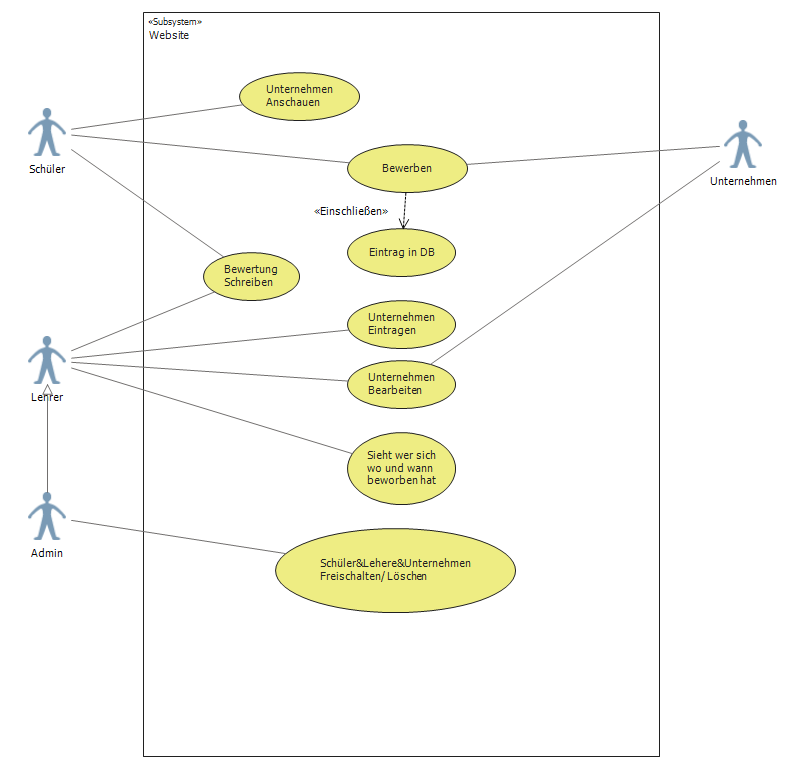 «Subsystem»
Website
Unternehmen
Anschauen
Schüler
Bewerben
Unternehmen
«Einschließen»
Eintrag in DB
Bewertung
Schreiben
Unternehmen
Eintragen
Unternehmen
Bearbeiten
Lehrer
Sieht wer sich
wo und wann
beworben hat
Admin
Schüler&Lehere&Unternehmen
Freischalten/ Löschen